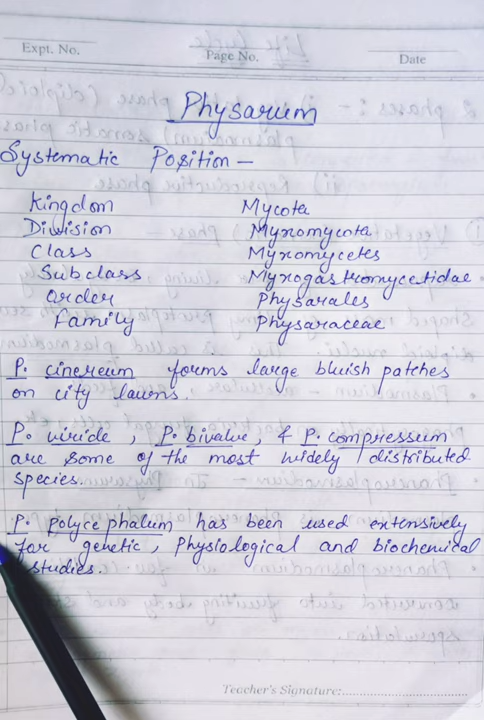 Expt. No.
Page No.
Date
Physarum
Systematic Position –
Kingdom Mycota
Division Myxomycota
Class Myxomycetes
Subclass Myxogastromycetidae
Order Physarales
Family Physaraceae
P. cinereum forms large bluish patches
on city lawns.
P. viride, P. bivalve, & P. compressum
are some of the most widely distributed
species.
P. polycephalum has been used extensively
for genetic, physiological and biochemical
studies.
Teacher's Signature: